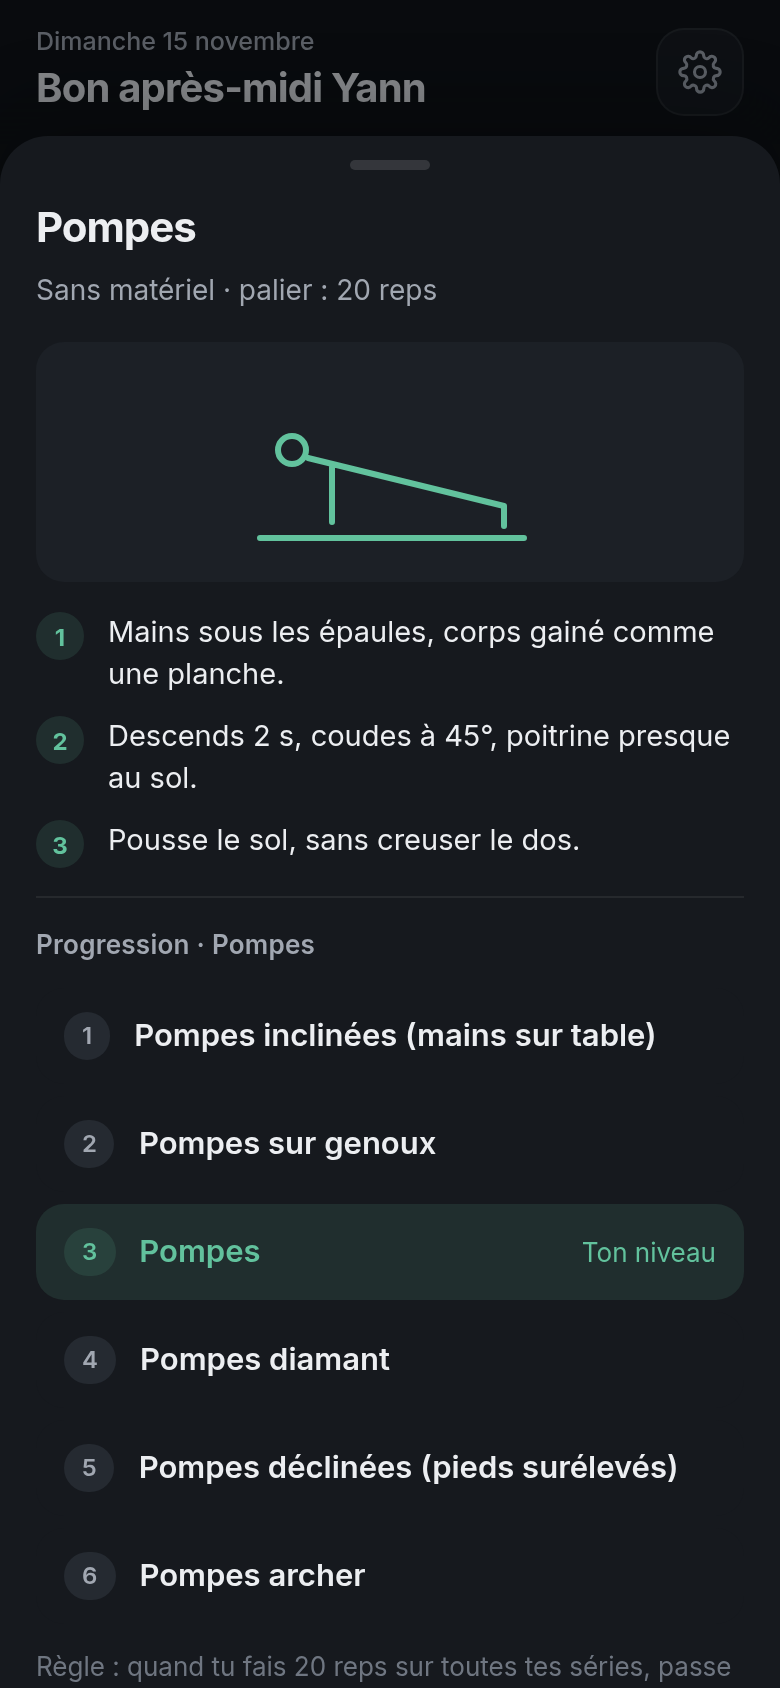 Dimanche 15 novembre
Bon après-midi Yann
Pompes
Sans matériel · palier : 20 reps
1 Mains sous les épaules, corps gainé comme
une planche.
2 Descends 2 s, coudes à 45°, poitrine presque
au sol.
3 Pousse le sol, sans creuser le dos.
Progression · Pompes
1 Pompes inclinées (mains sur table)
2 Pompes sur genoux
3 Pompes Ton niveau
4 Pompes diamant
5 Pompes déclinées (pieds surélevés)
6 Pompes archer
Règle : quand tu fais 20 reps sur toutes tes séries, passe